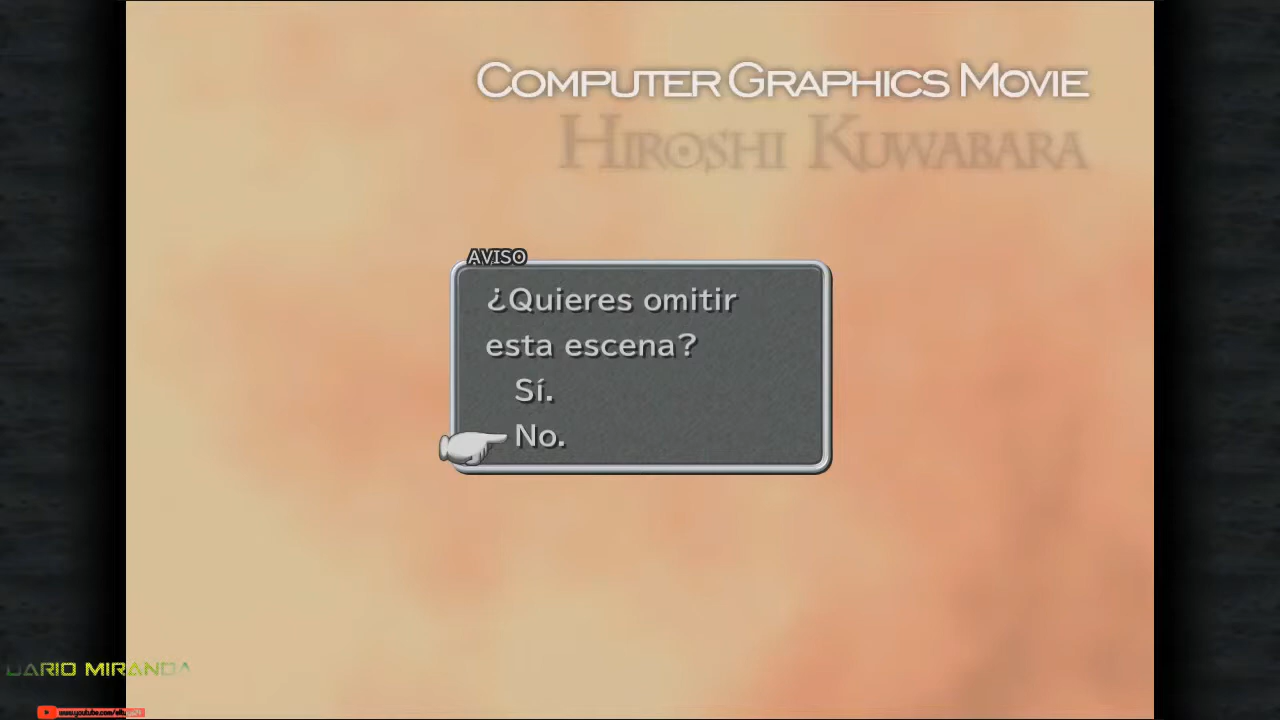 COMPUTER GRAPHICS MOVIE
HIROSHI KUWABARA
AVISO
¿Quieres omitir
esta escena?
Sí.
No.
DARIO MIRANDA